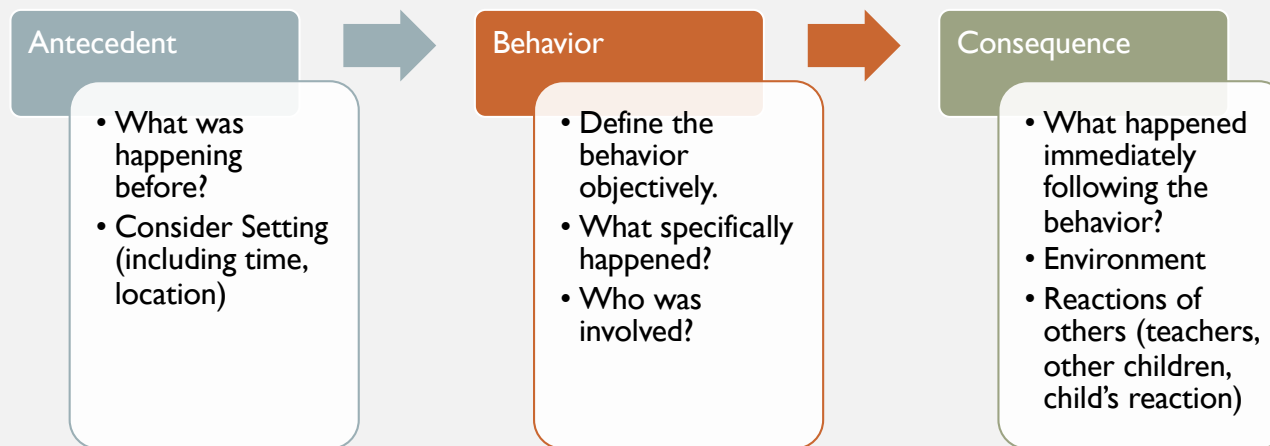 Antecedent
• What was
happening
before?
• Consider Setting
(including time,
location)
Behavior
• Define the
behavior
objectively.
• What specifically
happened?
• Who was
involved?
Consequence
• What happened
immediately
following the
behavior?
• Environment
• Reactions of
others (teachers,
other children,
child’s reaction)